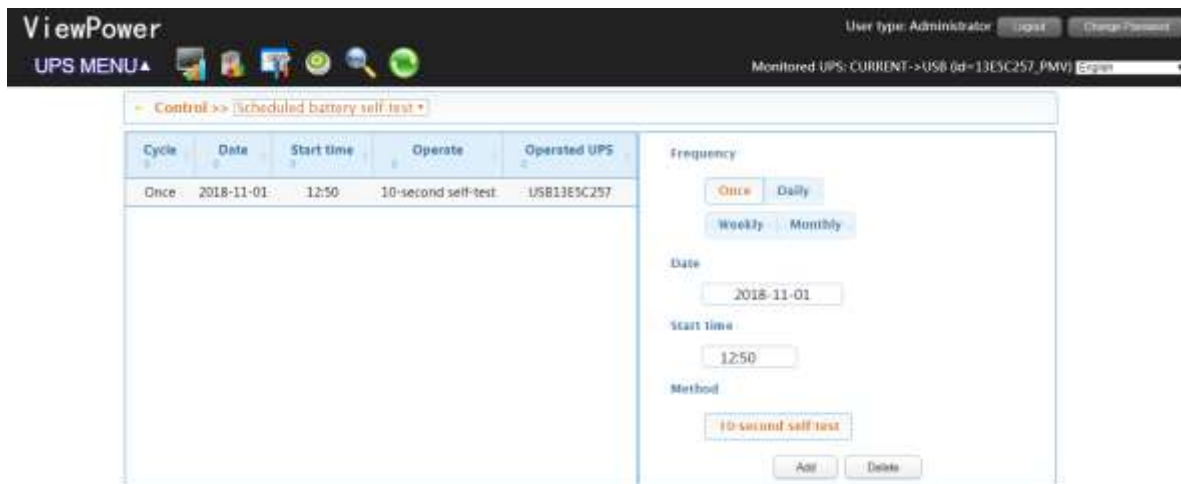 ViewPower
User type: Administrator Logout Change Password
UPS MENU▲
Monitored UPS: CURRENT->USB (id=13E5C257_PMV) English
Control >> Scheduled battery self-test
Cycle Date Start time Operate Operated UPS
Once 2018-11-01 12:50 10-second self-test USB13E5C257
Frequency
Once Daily
Weekly Monthly
Date
2018-11-01
Start time
12:50
Method
10-second self-test
Add Delete